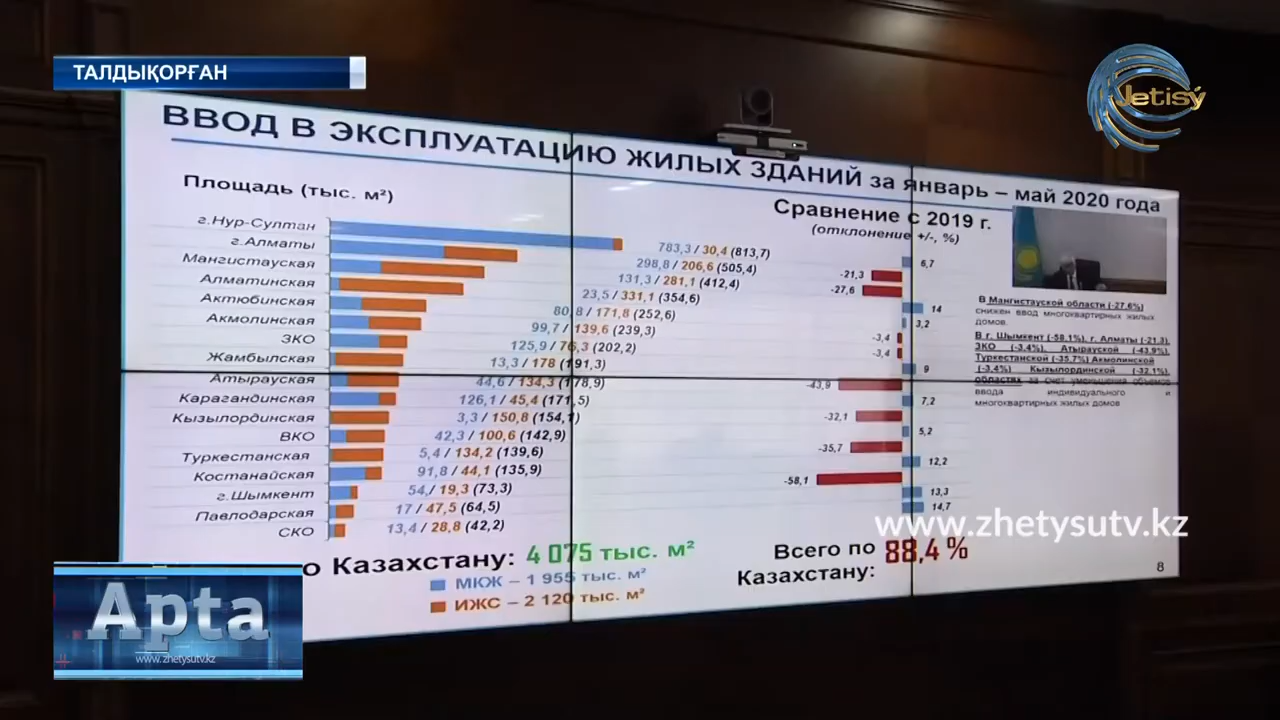 ТАЛДЫҚОРҒАН
Jetisý
ВВОД В ЭКСПЛУАТАЦИЮ ЖИЛЫХ ЗДАНИЙ за январь – май 2020 года
Площадь (тыс. м²)
г.Нур-Султан
783,3 / 30,4 (813,7)
г.Алматы
298,8 / 206,6 (505,4)
Мангистауская
131,3 / 281,1 (412,4)
Алматинская
23,5 / 331,1 (354,6)
Актюбинская
80,8 / 171,8 (252,6)
Акмолинская
99,7 / 139,6 (239,3)
ЗКО
125,9 / 76,3 (202,2)
Жамбылская
13,3 / 178 (191,3)
Атырауская
44,6 / 134,3 (178,9)
Карагандинская
126,1 / 45,4 (171,5)
Кызылординская
3,3 / 150,8 (154,1)
ВКО
42,3 / 100,6 (142,9)
Туркестанская
5,4 / 134,2 (139,6)
Костанайская
91,8 / 44,1 (135,9)
г.Шымкент
54,/ 19,3 (73,3)
Павлодарская
17 / 47,5 (64,5)
СКО
13,4 / 28,8 (42,2)
о Казахстану: 4 075 тыс. м²
МКЖ – 1 955 тыс. м²
ИЖС – 2 120 тыс. м²
Сравнение с 2019 г.
(отклонение +/-, %)
6,7
-21,3
-27,6
14
3,2
-3,4
-3,4
9
-43,9
7,2
-32,1
5,2
-35,7
12,2
-58,1
13,3
14,7
Всего по
Казахстану:
88,4 %
В Мангистауской области (-27,6%)
снижен ввод многоквартирных жилых
домов.
В г. Шымкент (-58,1%), г. Алматы (-21,3),
ЗКО (-3,4%), Атырауской (-43,9%),
Туркестанской (-35,7%) Акмолинской
(-3,4%) Кызылординской (-32,1%)
областях за счет уменьшения объемов
ввода индивидуального и
многоквартирных жилых домов
8
www.zhetysutv.kz
Арта
www.zhetysutv.kz